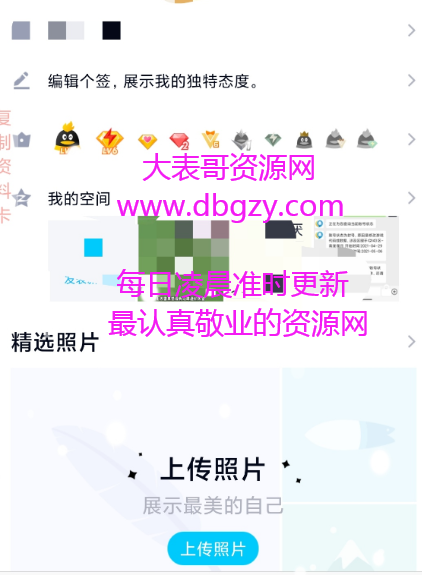 编辑个签，展示我的独特态度。
复制资料卡
大表哥资源网
我的空间
www.dbgzy.com
每日凌晨准时更新
最认真敬业的资源网
精选照片
上传照片
展示最美的自己
上传照片